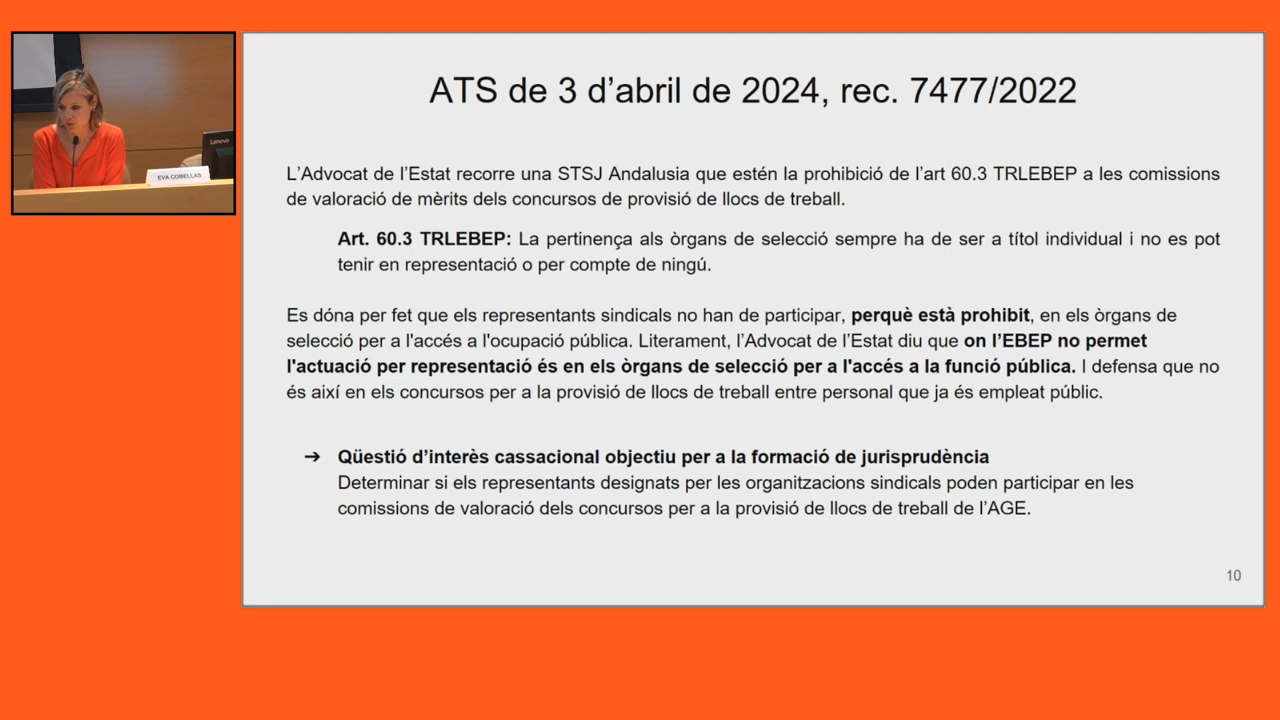 Lenovo
EVA COMELLAS
ATS de 3 d’abril de 2024, rec. 7477/2022
L’Advocat de l’Estat recorre una STSJ Andalusia que estén la prohibició de l’art 60.3 TRLEBEP a les comissions
de valoració de mèrits dels concursos de provisió de llocs de treball.
Art. 60.3 TRLEBEP: La pertinença als òrgans de selecció sempre ha de ser a títol individual i no es pot
tenir en representació o per compte de ningú.
Es dóna per fet que els representants sindicals no han de participar, perquè està prohibit, en els òrgans de
selecció per a l'accés a l'ocupació pública. Literament, l’Advocat de l’Estat diu que on l’EBEP no permet
l'actuació per representació és en els òrgans de selecció per a l'accés a la funció pública. I defensa que no
és així en els concursos per a la provisió de llocs de treball entre personal que ja és empleat públic.
➔ Qüestió d’interès cassacional objectiu per a la formació de jurisprudència
Determinar si els representants designats per les organitzacions sindicals poden participar en les
comissions de valoració dels concursos per a la provisió de llocs de treball de l’AGE.
10